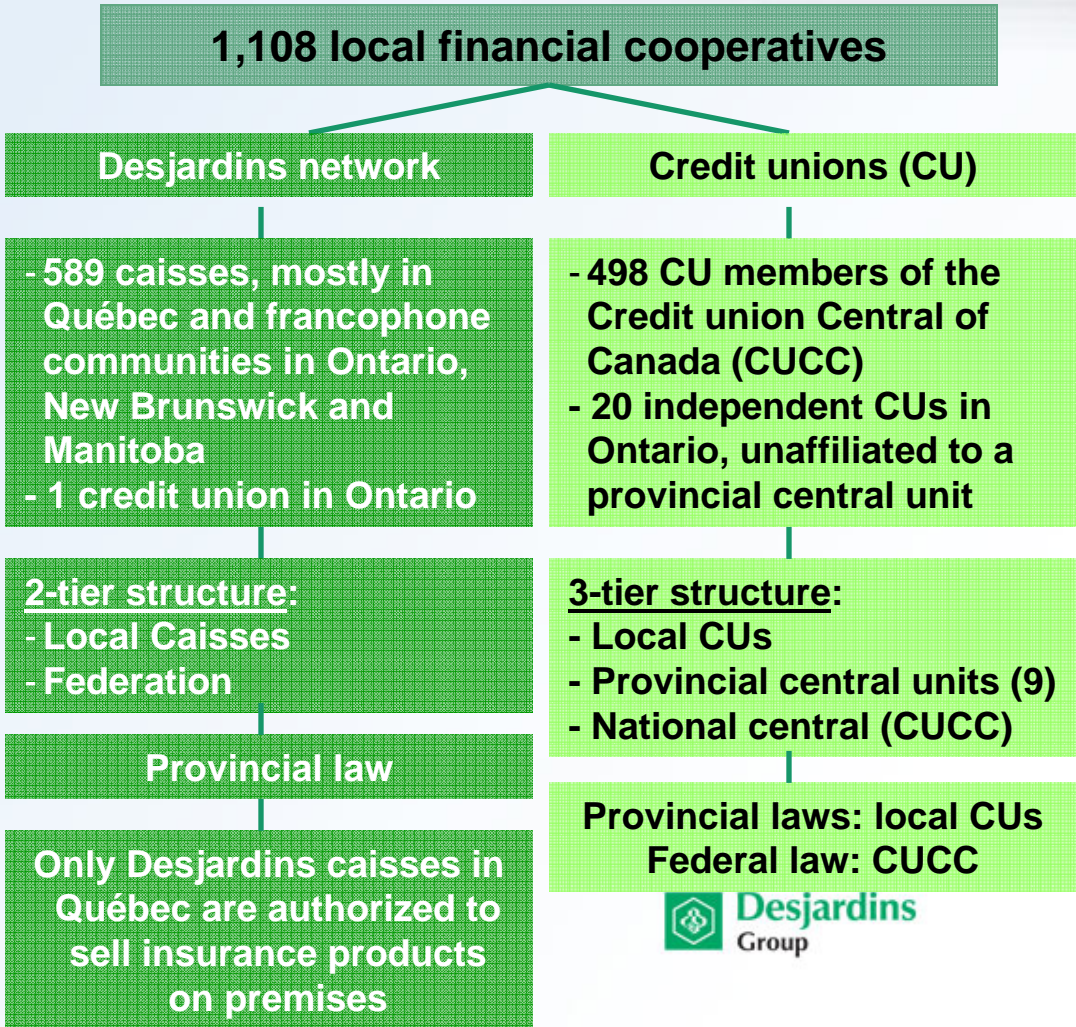 1,108 local financial cooperatives
Desjardins network
- 589 caisses, mostly in
Québec and francophone
communities in Ontario,
New Brunswick and
Manitoba
- 1 credit union in Ontario
2-tier structure:
- Local Caisses
- Federation
Provincial law
Only Desjardins caisses in
Québec are authorized to
sell insurance products
on premises
Credit unions (CU)
- 498 CU members of the
Credit union Central of
Canada (CUCC)
- 20 independent CUs in
Ontario, unaffiliated to a
provincial central unit
3-tier structure:
- Local CUs
- Provincial central units (9)
- National central (CUCC)
Provincial laws: local CUs
Federal law: CUCC
Desjardins
Group